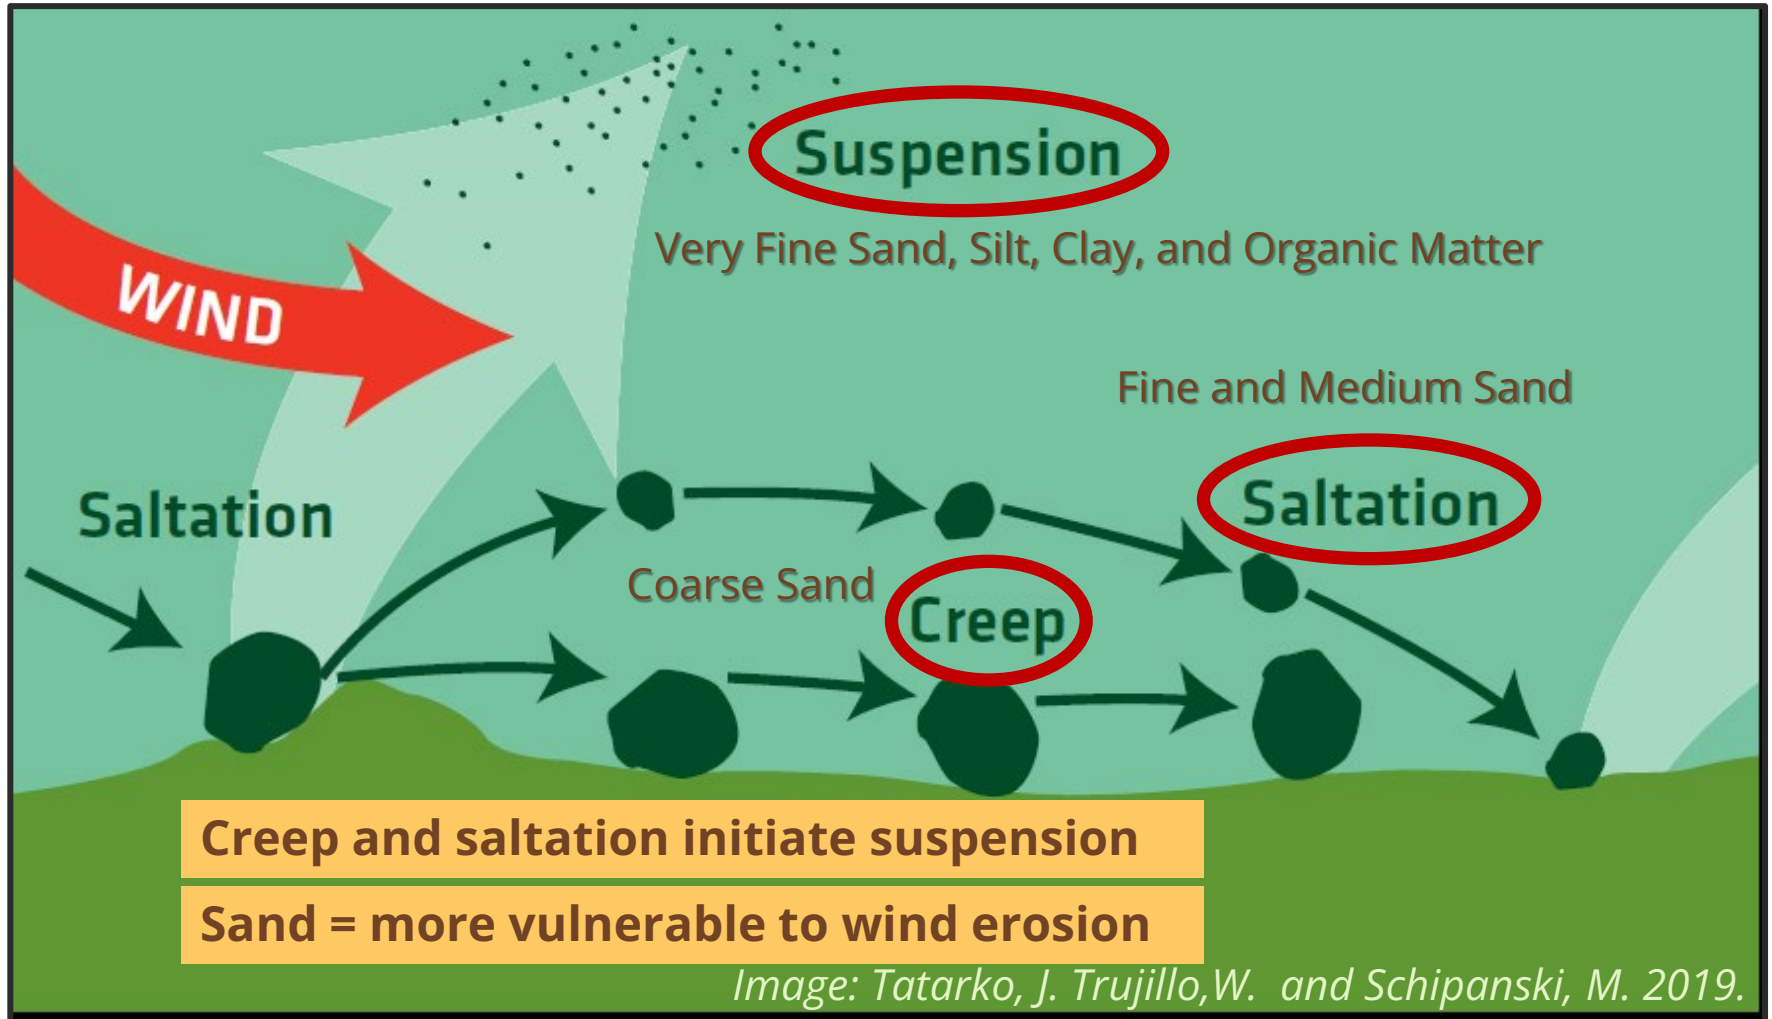 Suspension
Very Fine Sand, Silt, Clay, and Organic Matter
WIND
Fine and Medium Sand
Saltation
Saltation
Coarse Sand
Creep
Creep and saltation initiate suspension
Sand = more vulnerable to wind erosion
Image: Tatarko, J. Trujillo,W. and Schipanski, M. 2019.